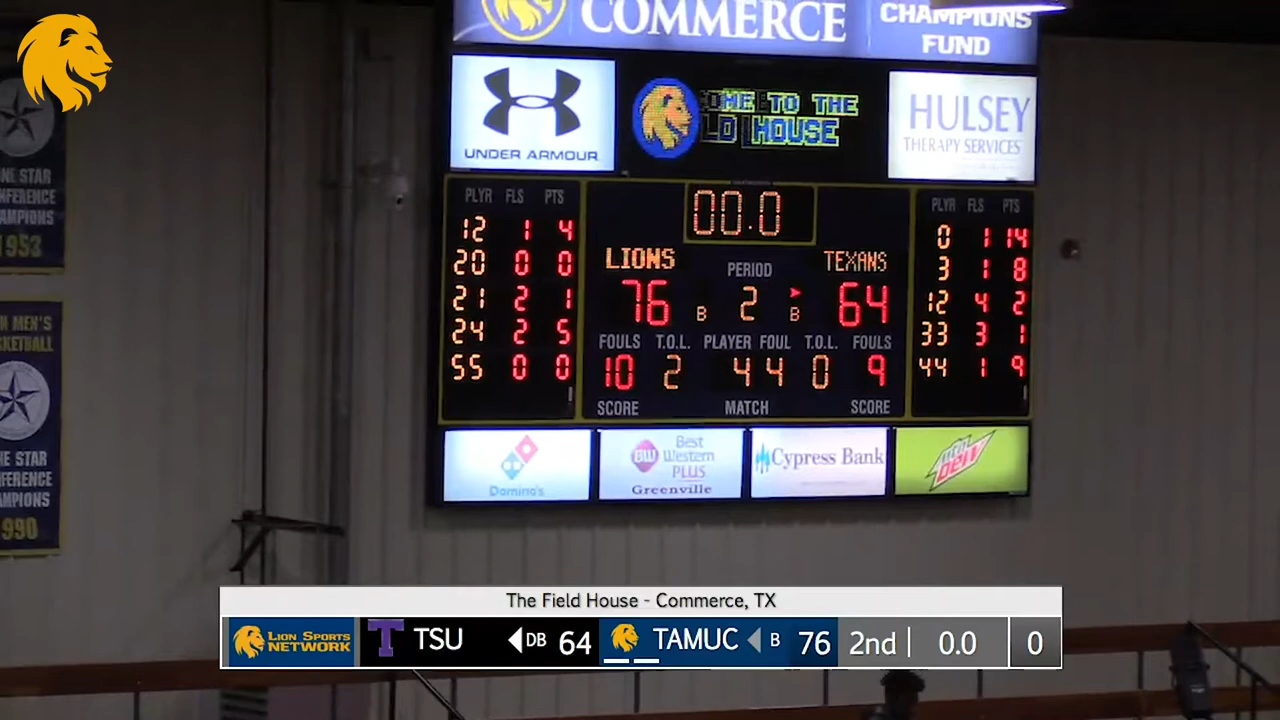 COMMERCE
CHAMPIONS
FUND
UNDER ARMOUR
OME TO THE
LD HOUSE
HULSEY
THERAPY SERVICES
NE STAR
NFERENCE
AMPIONS
1953
PLYR FLS PTS
12 1 4
20 0 0
21 2 1
24 2 5
55 0 0
00.0
LIONS TEXANS
PERIOD
76 B 2 B 64
FOULS T.O.L. PLAYER FOUL T.O.L. FOULS
10 2 44 0 9
SCORE MATCH SCORE
PLYR FLS PTS
0 1 14
3 1 8
12 4 2
33 3 1
44 1 9
N MEN'S
KETBALL
NE STAR
FERENCE
AMPIONS
990
Domino's
BW Best
Western
PLUS
Greenville
Cypress Bank
mtn
DEW
The Field House - Commerce, TX
LION SPORTS
NETWORK
T TSU DB 64 TAMUC B 76 2nd | 0.0 0